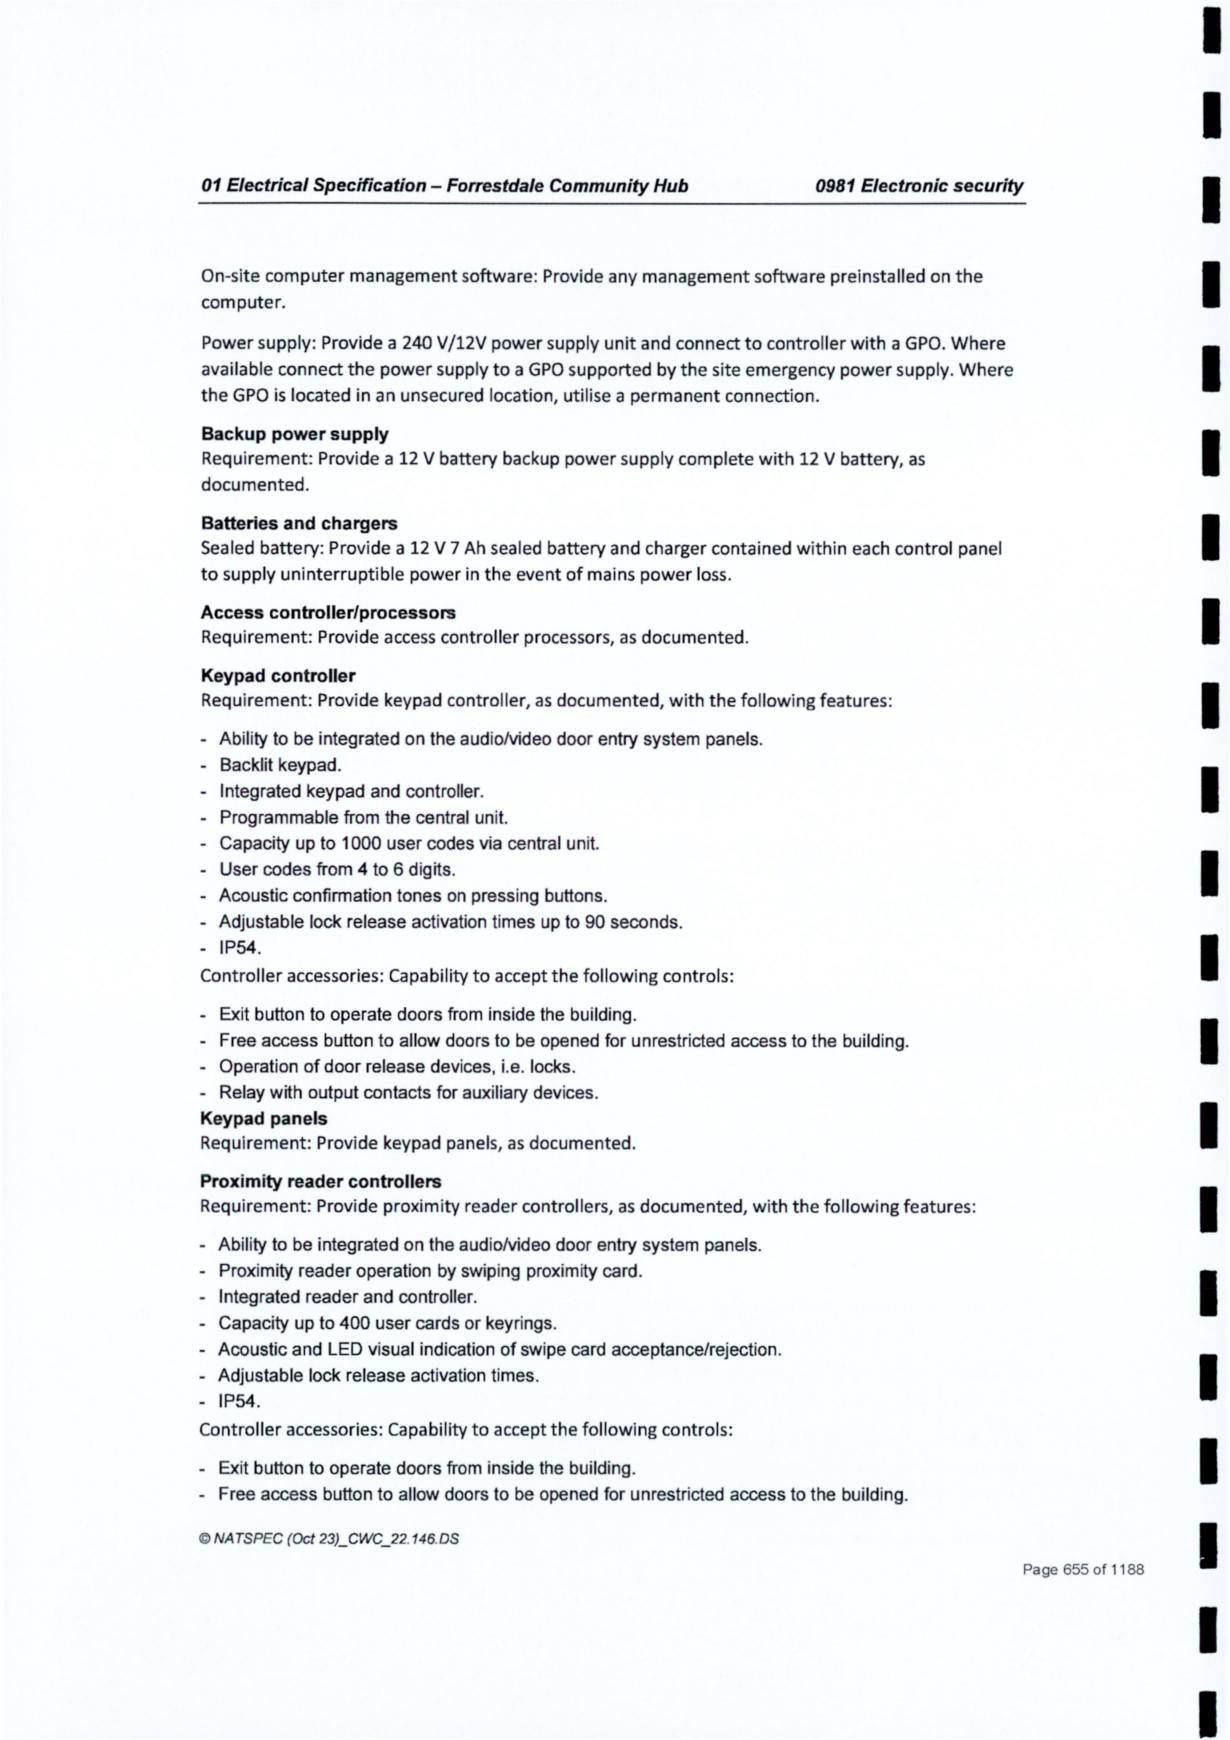 01 Electrical Specification – Forrestdale Community Hub 0981 Electronic security
On-site computer management software: Provide any management software preinstalled on the
computer.
Power supply: Provide a 240 V/12V power supply unit and connect to controller with a GPO. Where
available connect the power supply to a GPO supported by the site emergency power supply. Where
the GPO is located in an unsecured location, utilise a permanent connection.
Backup power supply
Requirement: Provide a 12 V battery backup power supply complete with 12 V battery, as
documented.
Batteries and chargers
Sealed battery: Provide a 12 V 7 Ah sealed battery and charger contained within each control panel
to supply uninterruptible power in the event of mains power loss.
Access controller/processors
Requirement: Provide access controller processors, as documented.
Keypad controller
Requirement: Provide keypad controller, as documented, with the following features:
- Ability to be integrated on the audio/video door entry system panels.
- Backlit keypad.
- Integrated keypad and controller.
- Programmable from the central unit.
- Capacity up to 1000 user codes via central unit.
- User codes from 4 to 6 digits.
- Acoustic confirmation tones on pressing buttons.
- Adjustable lock release activation times up to 90 seconds.
- IP54.
Controller accessories: Capability to accept the following controls:
- Exit button to operate doors from inside the building.
- Free access button to allow doors to be opened for unrestricted access to the building.
- Operation of door release devices, i.e. locks.
- Relay with output contacts for auxiliary devices.
Keypad panels
Requirement: Provide keypad panels, as documented.
Proximity reader controllers
Requirement: Provide proximity reader controllers, as documented, with the following features:
- Ability to be integrated on the audio/video door entry system panels.
- Proximity reader operation by swiping proximity card.
- Integrated reader and controller.
- Capacity up to 400 user cards or keyrings.
- Acoustic and LED visual indication of swipe card acceptance/rejection.
- Adjustable lock release activation times.
- IP54.
Controller accessories: Capability to accept the following controls:
- Exit button to operate doors from inside the building.
- Free access button to allow doors to be opened for unrestricted access to the building.
© NATSPEC (Oct 23)_CWC_22.146.DS
Page 655 of 1188